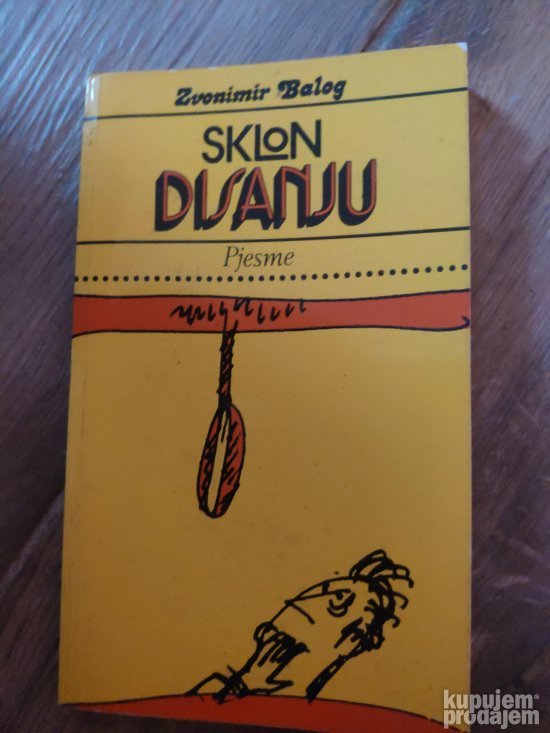 Zvonimir Balog
SKLON
DISANJU
Pjesme
kupujem
prodajem